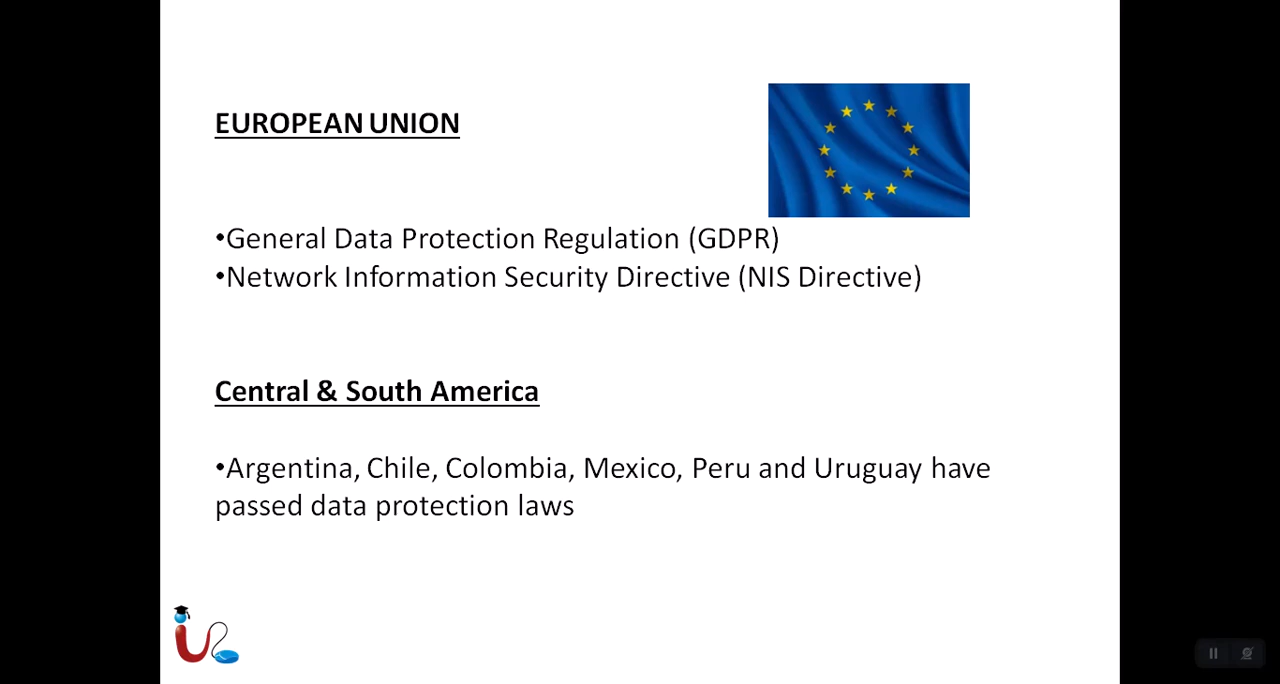 EUROPEAN UNION
•General Data Protection Regulation (GDPR)
•Network Information Security Directive (NIS Directive)
Central & South America
•Argentina, Chile, Colombia, Mexico, Peru and Uruguay have
passed data protection laws